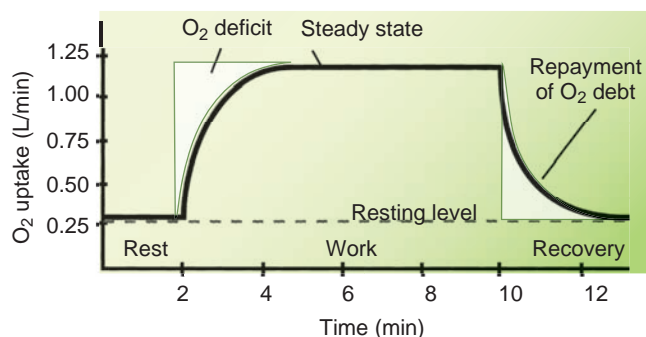 O₂ deficit
Steady state
Repayment
of O₂ debt
O₂ uptake (L/min)
1.25
1.00
0.75
0.50
0.25
Resting level
Rest
Work
Recovery
2
4
6
8
10
12
Time (min)